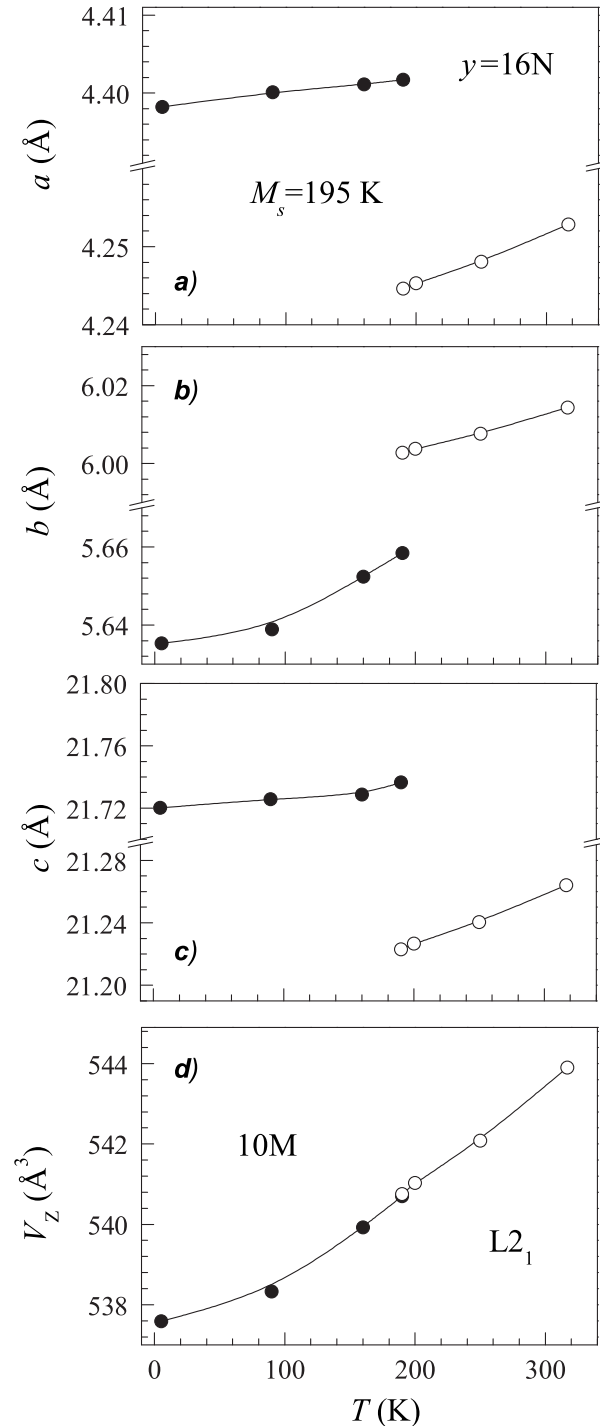 4.41
y=16N
4.40
a (Å)
M_s=195 K
4.25
a)
4.24
b)
6.02
6.00
b (Å)
5.66
5.64
21.80
21.76
21.72
c (Å)
21.28
21.24
c)
21.20
d)
544
10M
542
V_Z (Å³)
540
L2₁
538
0 100 200 300
T (K)